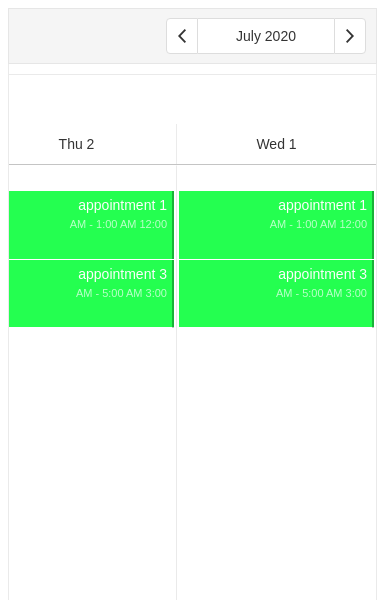 July 2020
Thu 2
Wed 1
appointment 1
AM - 1:00 AM 12:00
appointment 1
AM - 1:00 AM 12:00
appointment 3
AM - 5:00 AM 3:00
appointment 3
AM - 5:00 AM 3:00